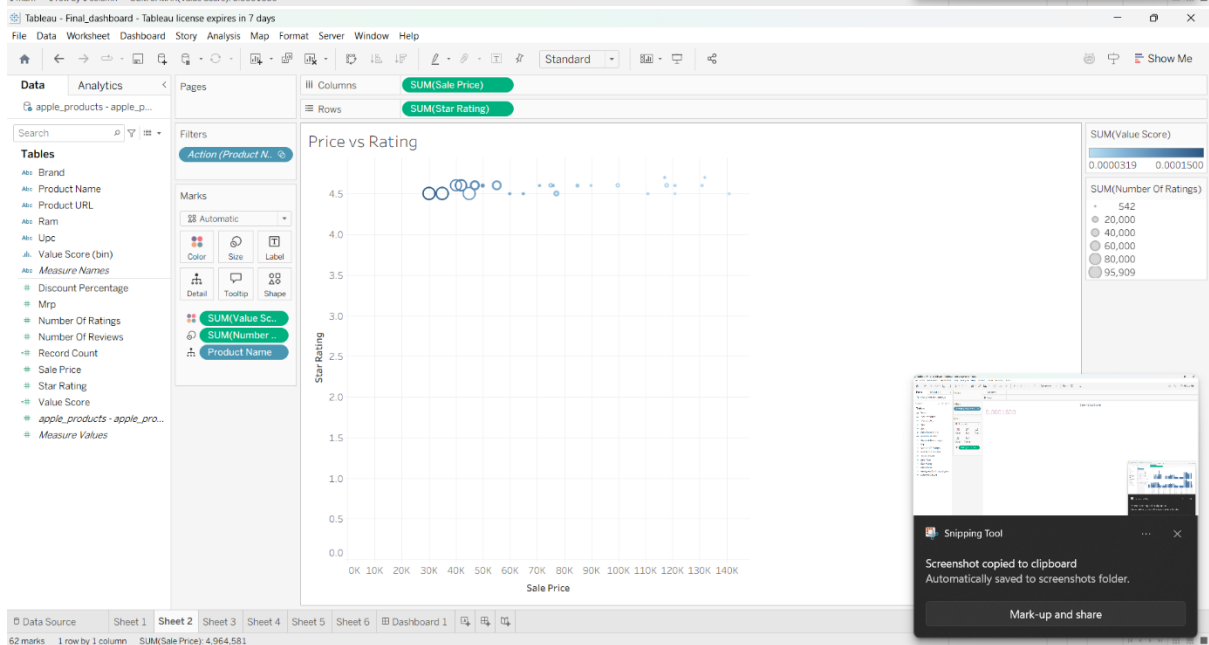 Tableau - Final_dashboard - Tableau license expires in 7 days
File Data Worksheet Dashboard Story Analysis Map Format Server Window Help
Standard
Show Me
Data Analytics
Pages
Columns SUM(Sale Price)
apple_products - apple_p...
Rows SUM(Star Rating)
Search
Filters
Action (Product N..
Price vs Rating
SUM(Value Score)
0.0000319 0.0001500
SUM(Number Of Ratings)
542
20,000
40,000
60,000
80,000
95,909
Tables
Abc Brand
Abc Product Name
Abc Product URL
Abc Ram
Abc Upc
Value Score (bin)
Abc Measure Names
# Discount Percentage
# Mrp
# Number Of Ratings
# Number Of Reviews
=# Record Count
# Sale Price
# Star Rating
=# Value Score
# apple_products - apple_pro...
# Measure Values
Marks
Automatic
Color Size Label
Detail Tooltip Shape
SUM(Value Sc..
SUM(Number ..
Product Name
Star Rating
4.5
4.0
3.5
3.0
2.5
2.0
1.5
1.0
0.5
0.0
0K 10K 20K 30K 40K 50K 60K 70K 80K 90K 100K 110K 120K 130K 140K
Sale Price
Snipping Tool
Screenshot copied to clipboard
Automatically saved to screenshots folder.
Mark-up and share
Data Source Sheet 1 Sheet 2 Sheet 3 Sheet 4 Sheet 5 Sheet 6 Dashboard 1
62 marks 1 row by 1 column SUM(Sale Price): 4,964,581